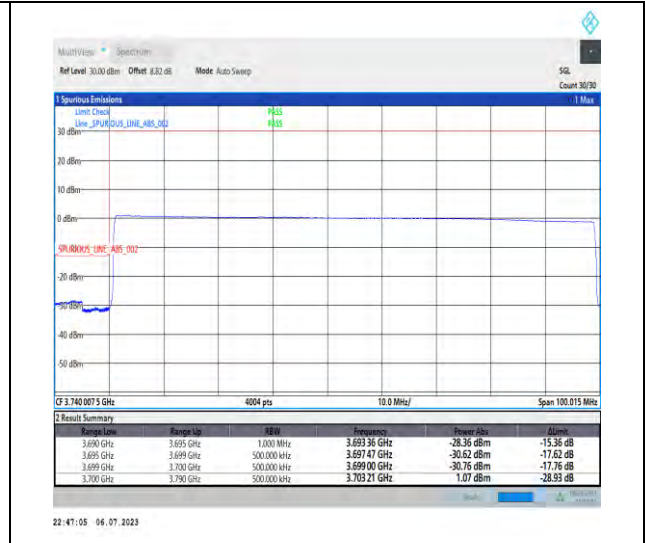 MultiView Spectrum
Ref Level 30.00 dBm Offset 8.82 dB Mode Auto Sweep SGL
Count 30/30
1 Spurious Emissions 1 Max
Limit Check PASS
Line _SPURIOUS_LINE_ABS_002 PASS
30 dBm
20 dBm
10 dBm
0 dBm
SPURIOUS_LINE_ABS_002
-20 dBm
-30 dBm
-40 dBm
-50 dBm
CF 3.740 007 5 GHz 4004 pts 10.0 MHz/ Span 100.015 MHz
2 Result Summary
Range Low Range Up RBW Frequency Power Abs ΔLimit
3.690 GHz 3.695 GHz 1.000 MHz 3.693 36 GHz -28.36 dBm -15.36 dB
3.695 GHz 3.699 GHz 500.000 kHz 3.697 47 GHz -30.62 dBm -17.62 dB
3.699 GHz 3.700 GHz 500.000 kHz 3.699 00 GHz -30.76 dBm -17.76 dB
3.700 GHz 3.790 GHz 500.000 kHz 3.703 21 GHz 1.07 dBm -28.93 dB
Ready
22:47:05 06.07.2023